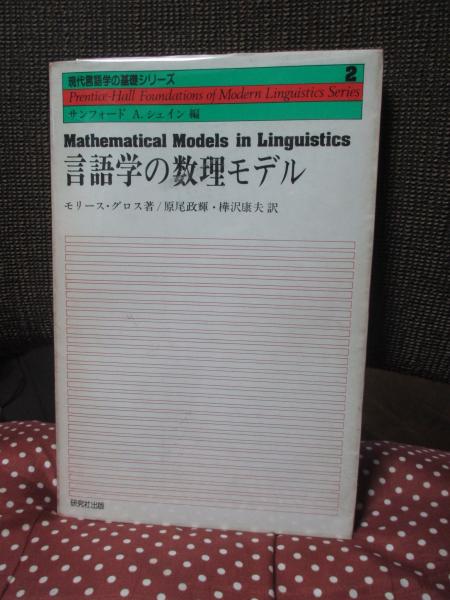 現代言語学の基礎シリーズ 2
Prentice-Hall Foundations of Modern Linguistics Series
サンフォード A. シェイン 編
Mathematical Models in Linguistics
言語学の数理モデル
モリース・グロス著/原尾政輝・樺沢康夫 訳
研究社出版